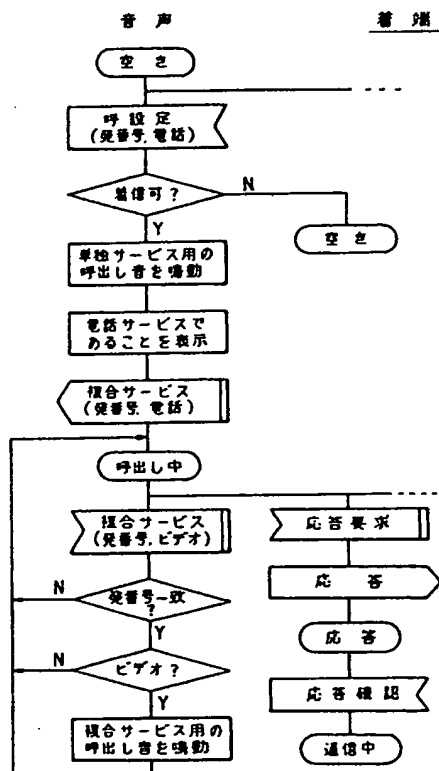 音声
着端
空き
呼設定
(発番号,電話)
着信可?
N
Y
空き
単独サービス用の
呼出し音を鳴動
電話サービスで
あることを表示
複合サービス
(発番号,電話)
呼出し中
複合サービス
(発番号,ビデオ)
応答要求
応答
N
発番号一致
?
Y
応答
N
ビデオ?
Y
応答確認
複合サービス用の
呼出し音を鳴動
通信中